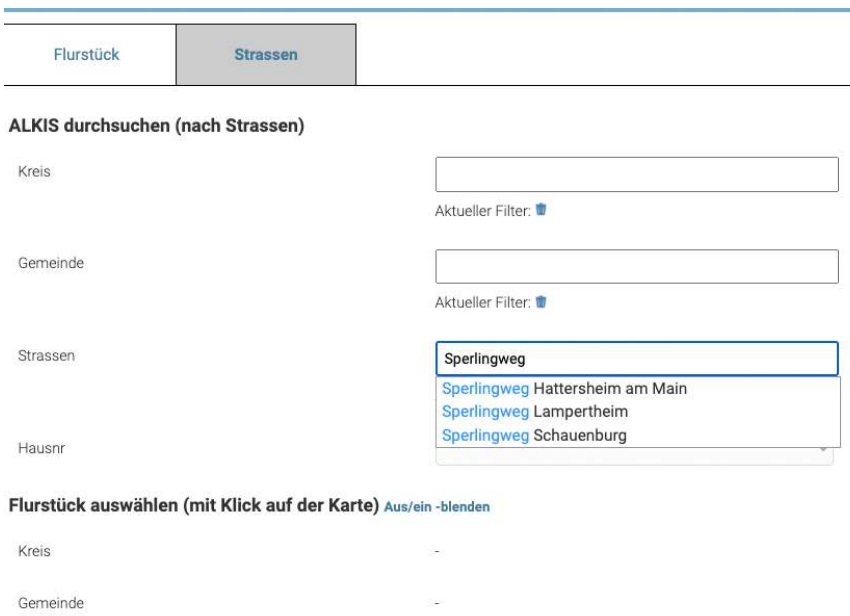 Flurstück
Strassen
ALKIS durchsuchen (nach Strassen)
Kreis
Aktueller Filter:
Gemeinde
Aktueller Filter:
Strassen
Sperlingweg
Sperlingweg Hattersheim am Main
Sperlingweg Lampertheim
Sperlingweg Schauenburg
Hausnr
Flurstück auswählen (mit Klick auf der Karte) Aus/ein -blenden
Kreis -
Gemeinde -